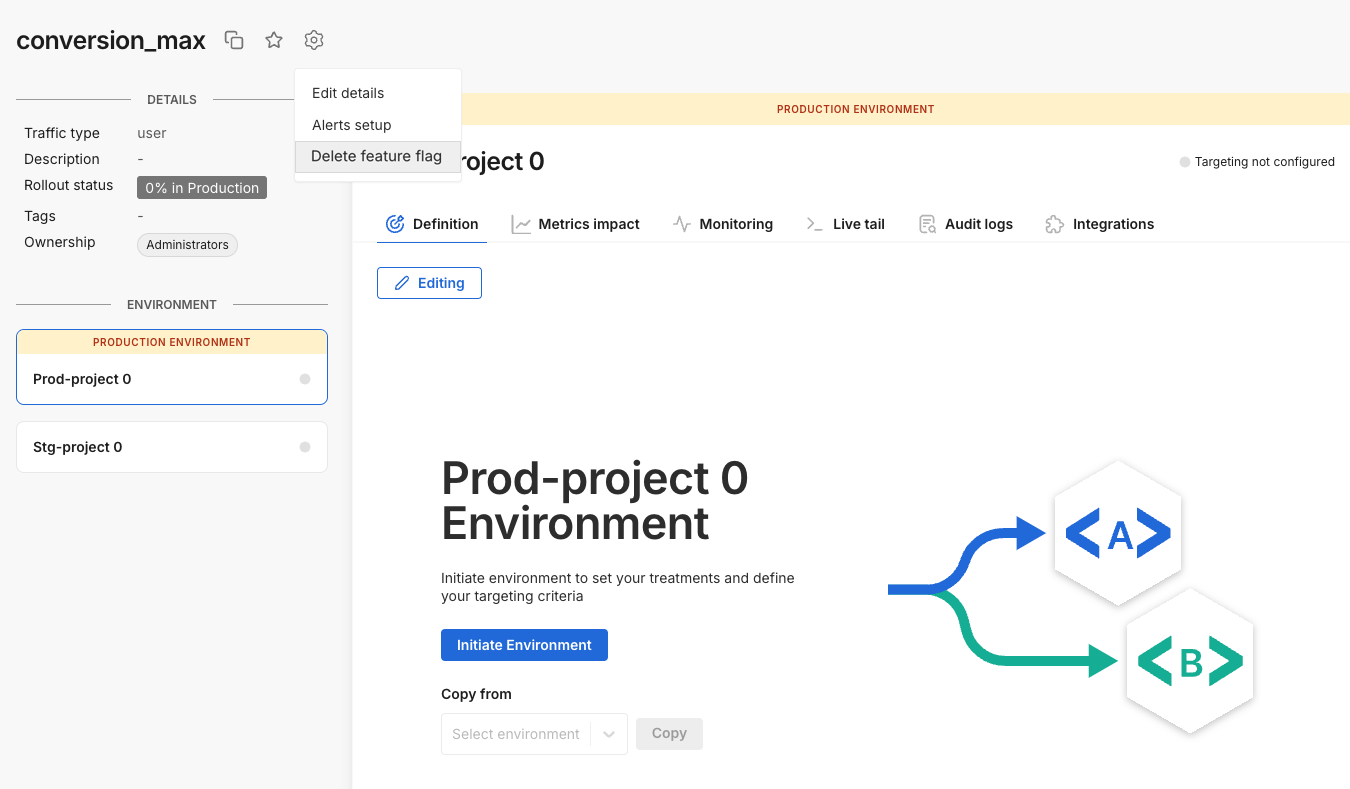 conversion_max
DETAILS
Traffic type user
Description -
Rollout status 0% in Production
Tags -
Ownership Administrators
ENVIRONMENT
PRODUCTION ENVIRONMENT
Prod-project 0
Stg-project 0
Edit details
Alerts setup
Delete feature flag
PRODUCTION ENVIRONMENT
roject 0
Targeting not configured
Definition Metrics impact Monitoring Live tail Audit logs Integrations
Editing
Prod-project 0
Environment
Initiate environment to set your treatments and define
your targeting criteria
Initiate Environment
Copy from
Select environment Copy
A
B